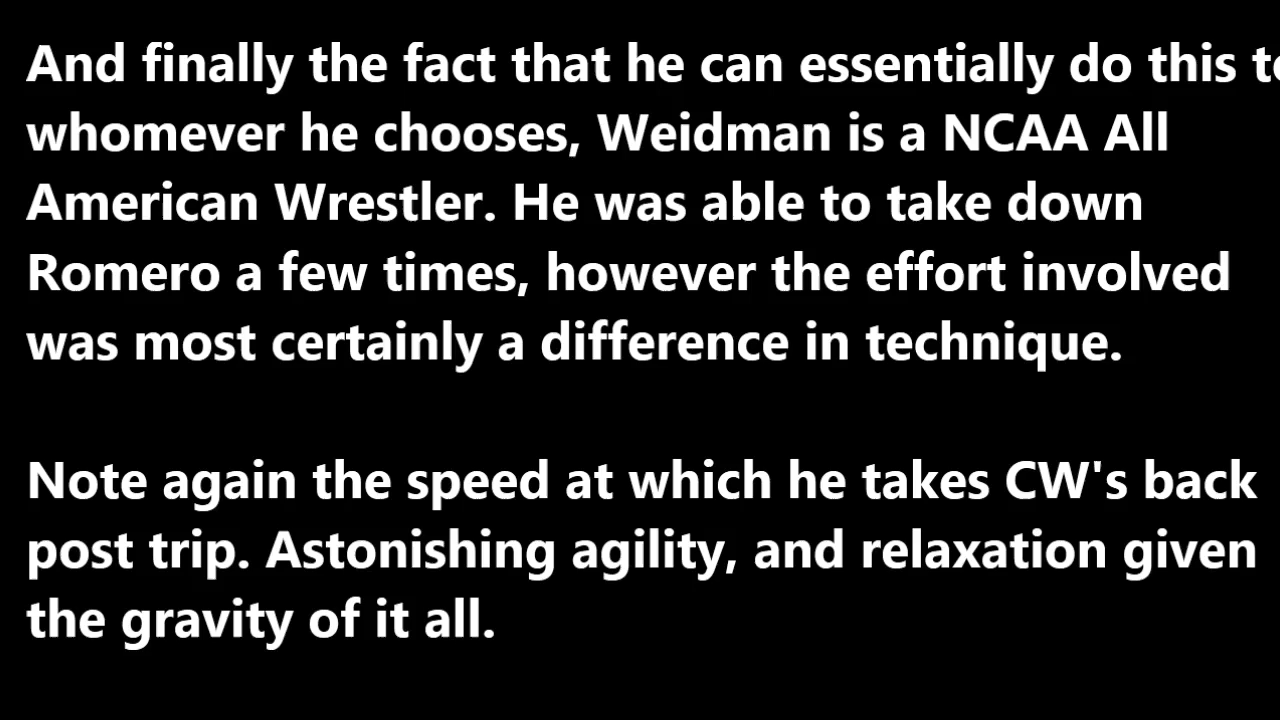 And finally the fact that he can essentially do this to
whomever he chooses, Weidman is a NCAA All
American Wrestler. He was able to take down
Romero a few times, however the effort involved
was most certainly a difference in technique.
Note again the speed at which he takes CW's back
post trip. Astonishing agility, and relaxation given
the gravity of it all.